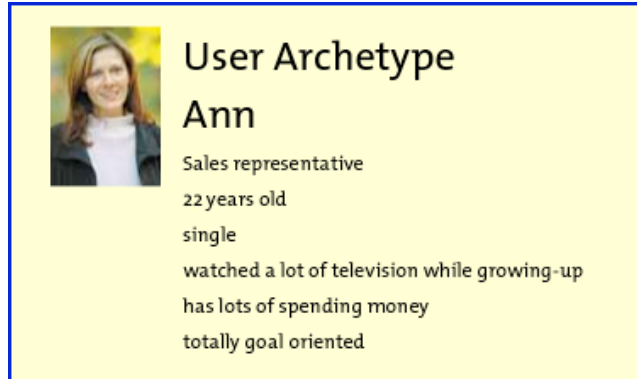 User Archetype
Ann
Sales representative
22 years old
single
watched a lot of television while growing-up
has lots of spending money
totally goal oriented